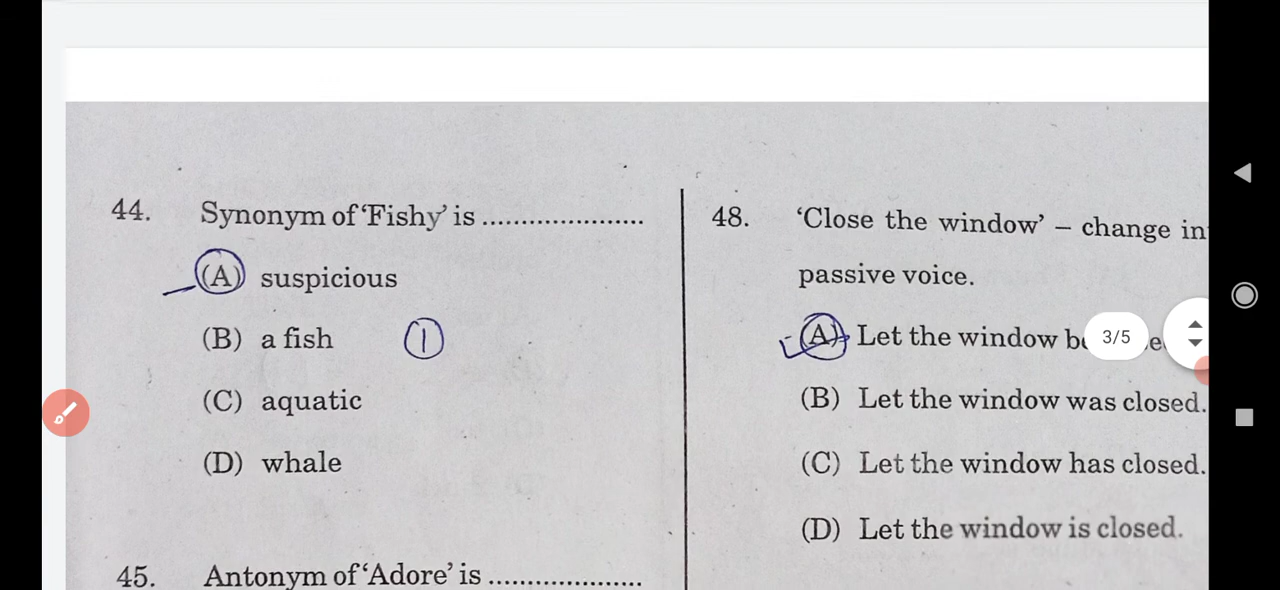 44. Synonym of 'Fishy' is .....................
(A) suspicious
(B) a fish
(1)
(C) aquatic
(D) whale
45. Antonym of 'Adore' is .....................
48. 'Close the window' – change in
passive voice.
(A) Let the window
3/5
(B) Let the window was closed.
(C) Let the window has closed.
(D) Let the window is closed.